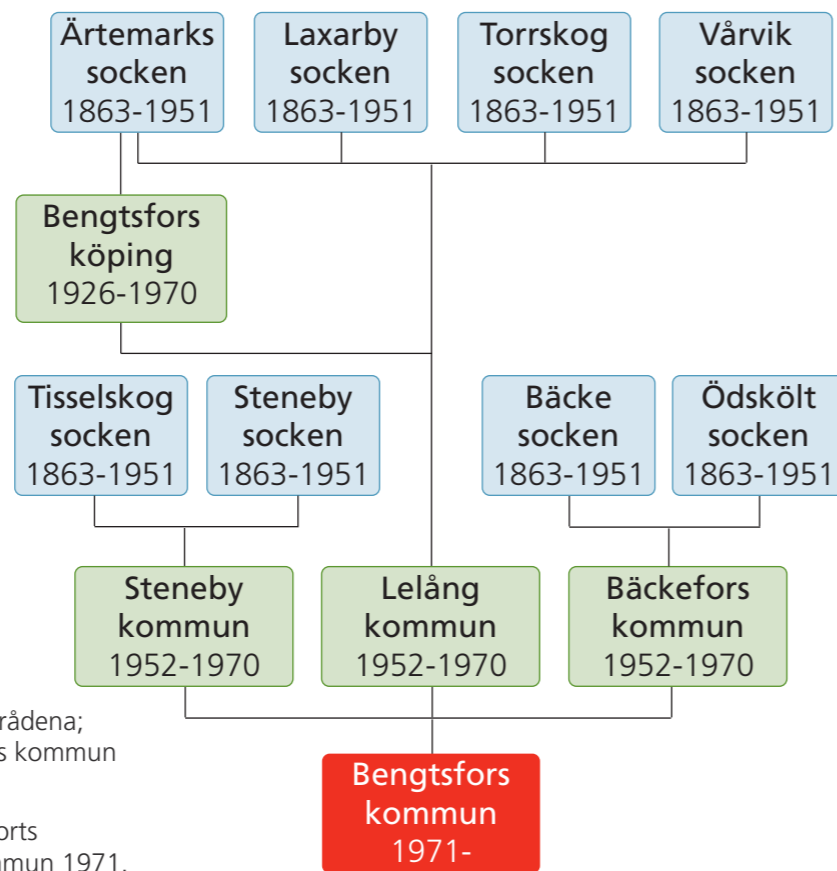 Ärtemarks
socken
1863-1951
Laxarby
socken
1863-1951
Torrskog
socken
1863-1951
Vårvik
socken
1863-1951
Bengtsfors
köping
1926-1970
Tisselskog
socken
1863-1951
Steneby
socken
1863-1951
Bäcke
socken
1863-1951
Ödskölt
socken
1863-1951
Steneby
kommun
1952-1970
Lelång
kommun
1952-1970
Bäckefors
kommun
1952-1970
rådena;
s kommun
orts
mun 1971.
Bengtsfors
kommun
1971-